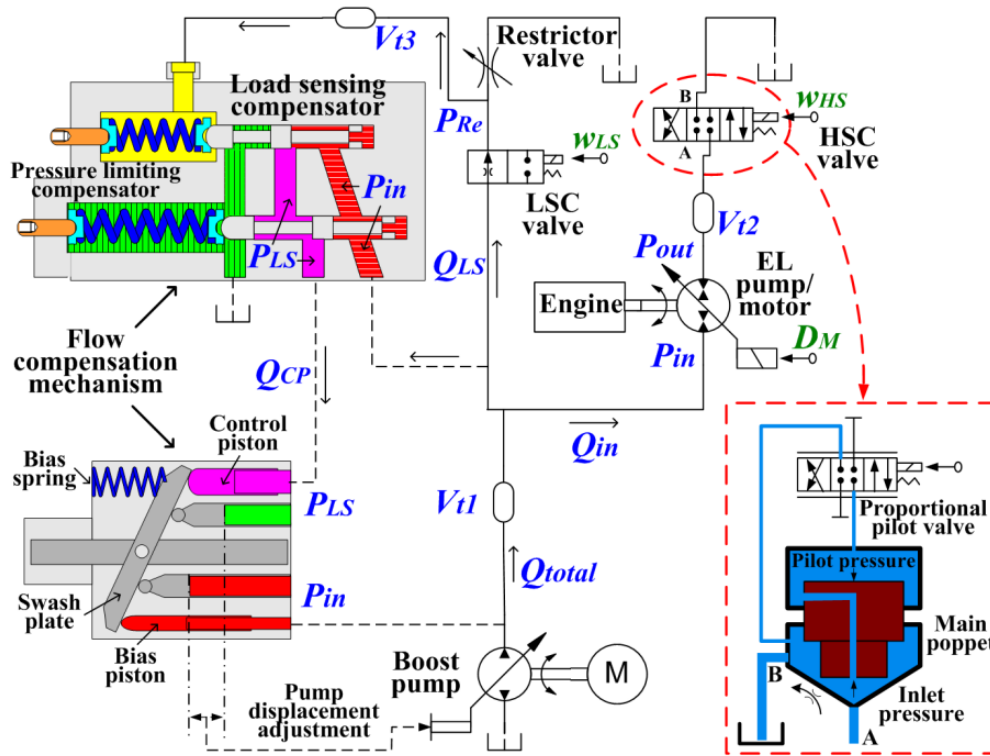 Vt3
Restrictor
valve
Load sensing
compensator
PRe
wLS
B
A
wHS
HSC
valve
Pressure limiting
compensator
Pin
LSC
valve
Vt2
PLS
QLS
Pout
EL
pump/
motor
Engine
Flow
compensation
mechanism
Pin
DM
QCP
Control
piston
Qin
Bias
spring
PLS
Vt1
Proportional
pilot valve
Pilot pressure
Qtotal
Swash
plate
Pin
Main
poppet
Bias
piston
Boost
pump
M
B
Inlet
pressure
A
Pump
displacement
adjustment